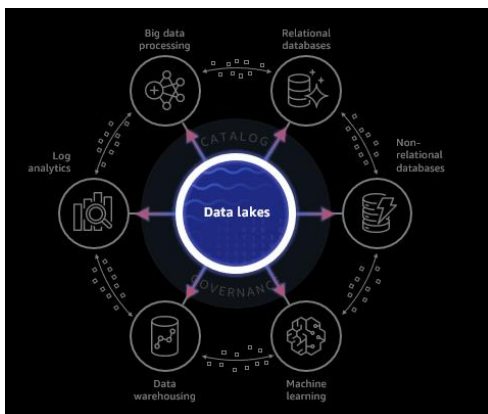 Big data
processing
Relational
databases
CATALOG
Log
analytics
Non-
relational
databases
Data lakes
GOVERNANCE
Data
warehousing
Machine
learning